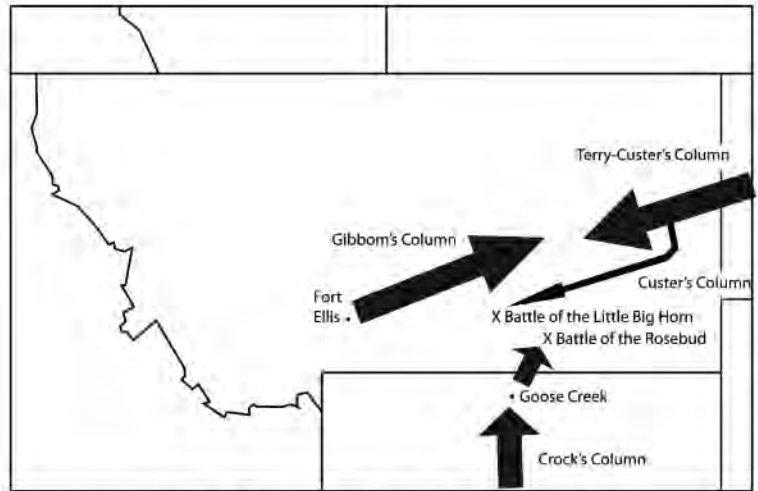 Terry-Custer's Column
Gibbom's Column
Custer's Column
Fort
Ellis
X Battle of the Little Big Horn
X Battle of the Rosebud
Goose Creek
Crock's Column